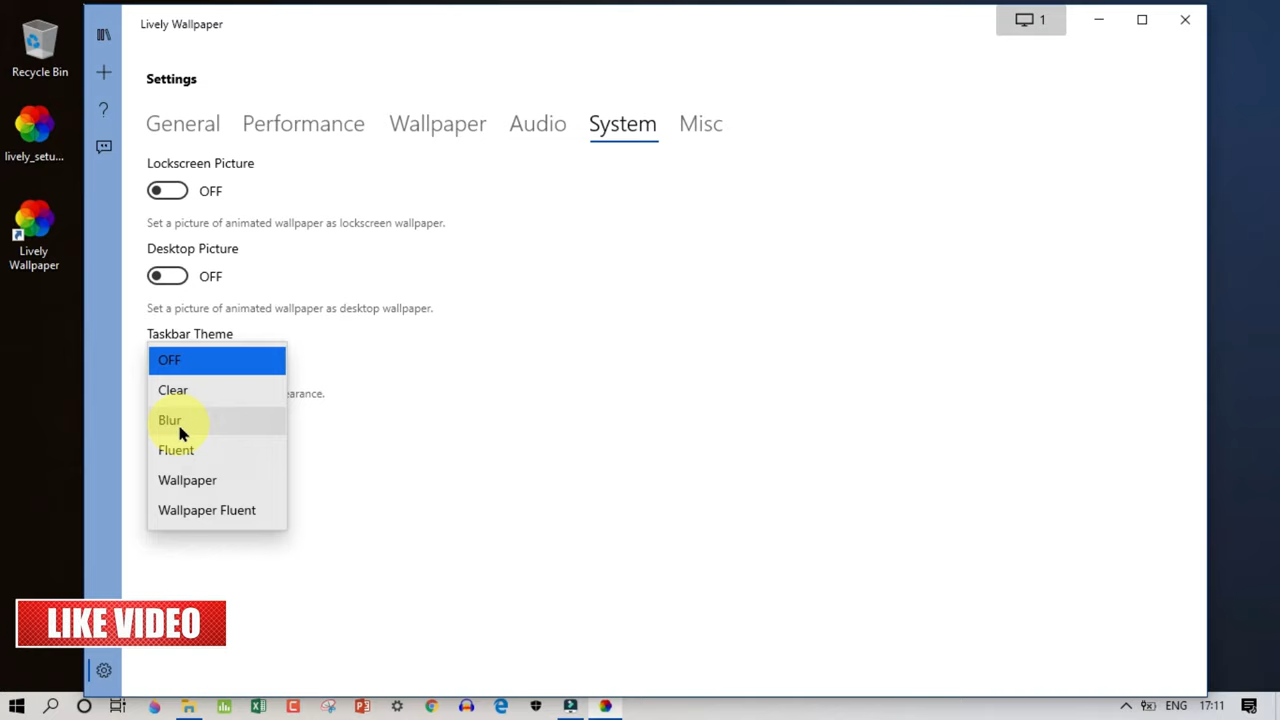 Recycle Bin
lively_setu...
Lively
Wallpaper
Lively Wallpaper
1
Settings
General Performance Wallpaper Audio System Misc
Lockscreen Picture
OFF
Set a picture of animated wallpaper as lockscreen wallpaper.
Desktop Picture
OFF
Set a picture of animated wallpaper as desktop wallpaper.
Taskbar Theme
OFF
Clear
earance.
Blur
Fluent
Wallpaper
Wallpaper Fluent
LIKE VIDEO
ENG 17:11